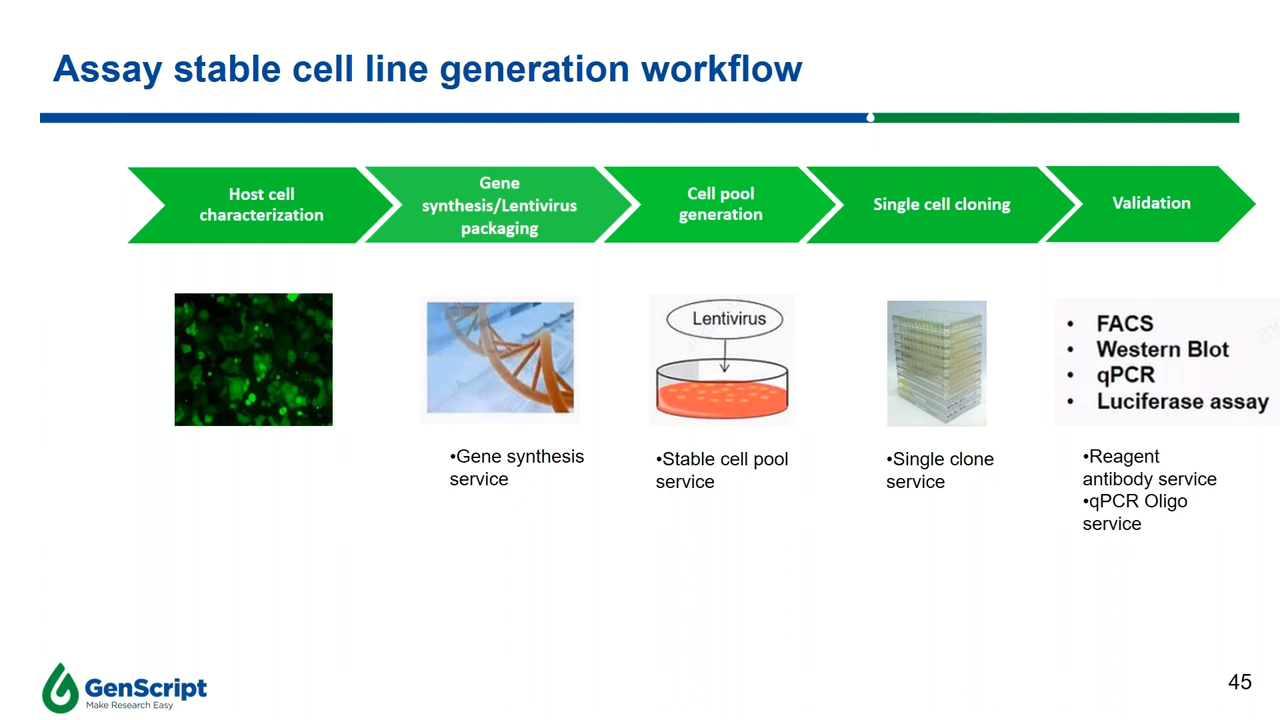 Assay stable cell line generation workflow
Host cell
characterization
Gene
synthesis/Lentivirus
packaging
Cell pool
generation
Single cell cloning
Validation
Lentivirus
• FACS
• Western Blot
• qPCR
• Luciferase assay
•Gene synthesis
service
•Stable cell pool
service
•Single clone
service
•Reagent
antibody service
•qPCR Oligo
service
GenScript
Make Research Easy
45